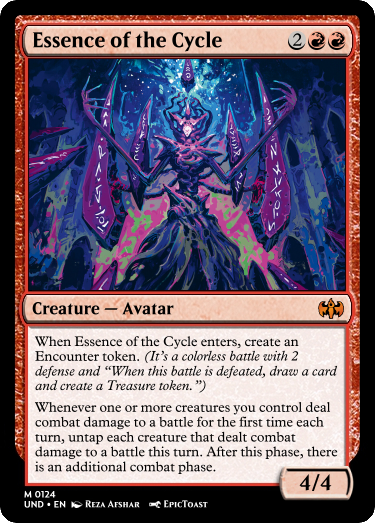 Essence of the Cycle 2
Creature — Avatar
When Essence of the Cycle enters, create an
Encounter token. (It's a colorless battle with 2
defense and “When this battle is defeated, draw a card
and create a Treasure token.”)
Whenever one or more creatures you control deal
combat damage to a battle for the first time each
turn, untap each creature that dealt combat
damage to a battle this turn. After this phase, there
is an additional combat phase.
4/4
M 0124
UND • EN Reza Afshar EpicToast